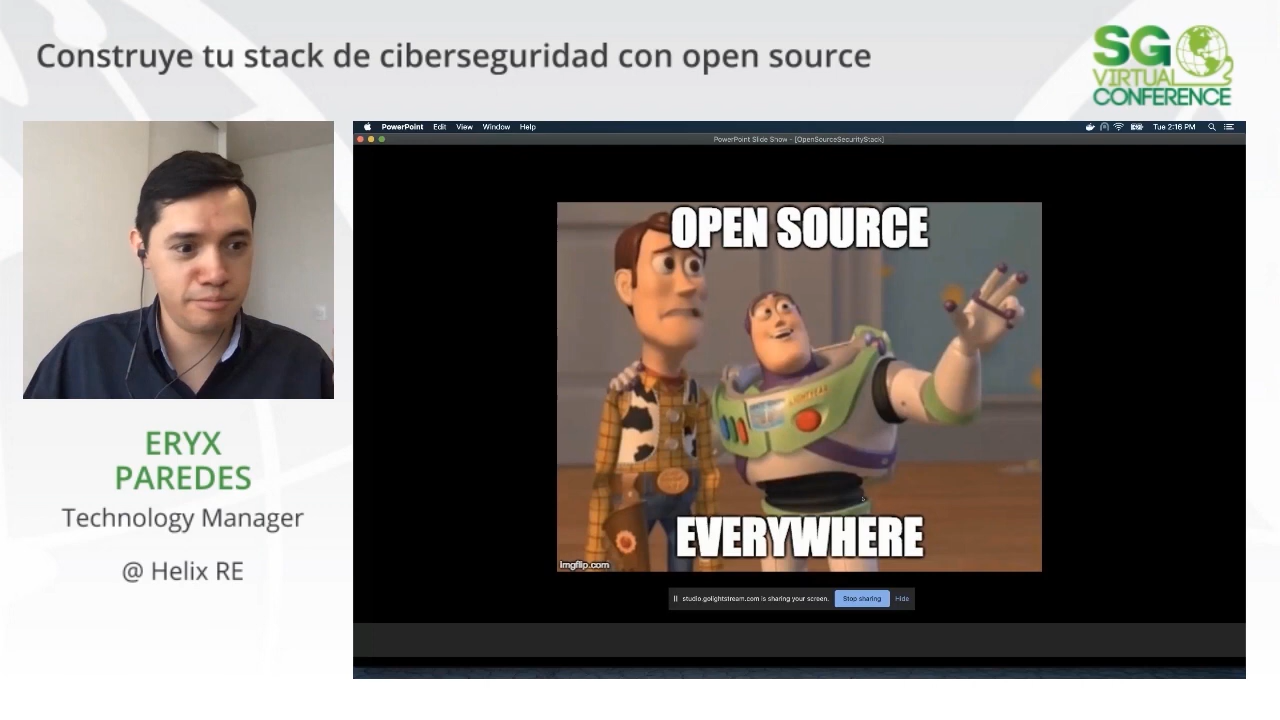 Construye tu stack de ciberseguridad con open source
SG
VIRTUAL
CONFERENCE
PowerPoint Edit View Window Help
Tue 2:16 PM
PowerPoint Slide Show - [OpenSourceSecurityStack]
OPEN SOURCE
LIGHTYEAR
EVERYWHERE
imgflip.com
studio.golightstream.com is sharing your screen. Stop sharing Hide
ERYX
PAREDES
Technology Manager
@ Helix RE